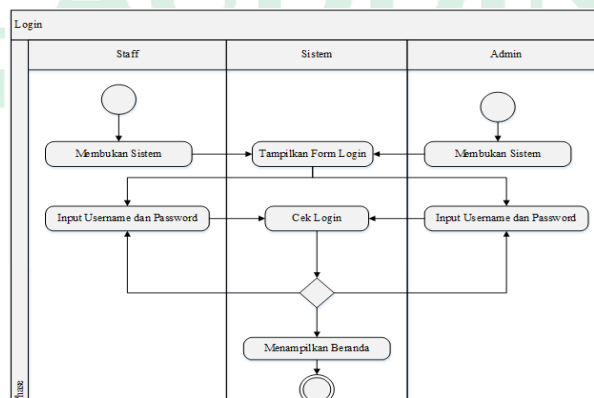 Login
Staff
Sistem
Admin
Membukan Sistem
Tampilkan Form Login
Membukan Sistem
Input Username dan Password
Cek Login
Input Username dan Password
Menampilkan Beranda